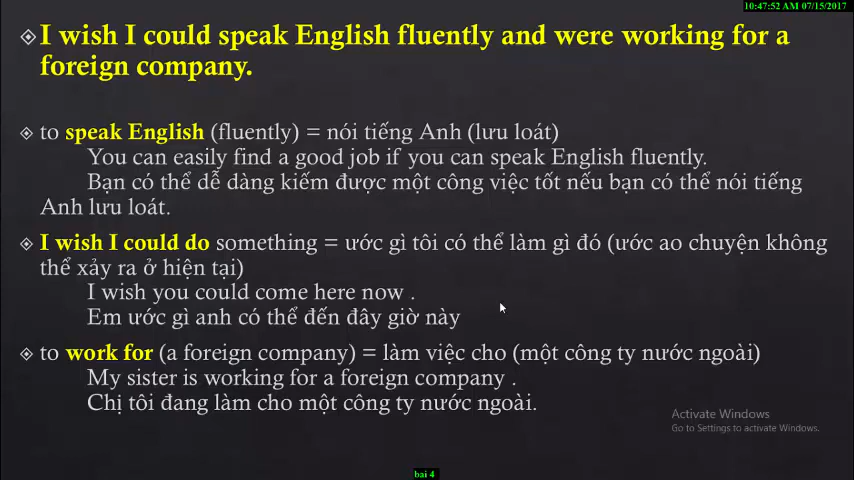 10:47:52 AM 07/15/2017
I wish I could speak English fluently and were working for a
foreign company.
to speak English (fluently) = nói tiếng Anh (lưu loát)
You can easily find a good job if you can speak English fluently.
Bạn có thể dễ dàng kiếm được một công việc tốt nếu bạn có thể nói tiếng
Anh lưu loát.
I wish I could do something = ước gì tôi có thể làm gì đó (ước ao chuyện không
thể xảy ra ở hiện tại)
I wish you could come here now .
Em ước gì anh có thể đến đây giờ này
to work for (a foreign company) = làm việc cho (một công ty nước ngoài)
My sister is working for a foreign company .
Chị tôi đang làm cho một công ty nước ngoài.
Activate Windows
Go to Settings to activate Windows.
bai 4